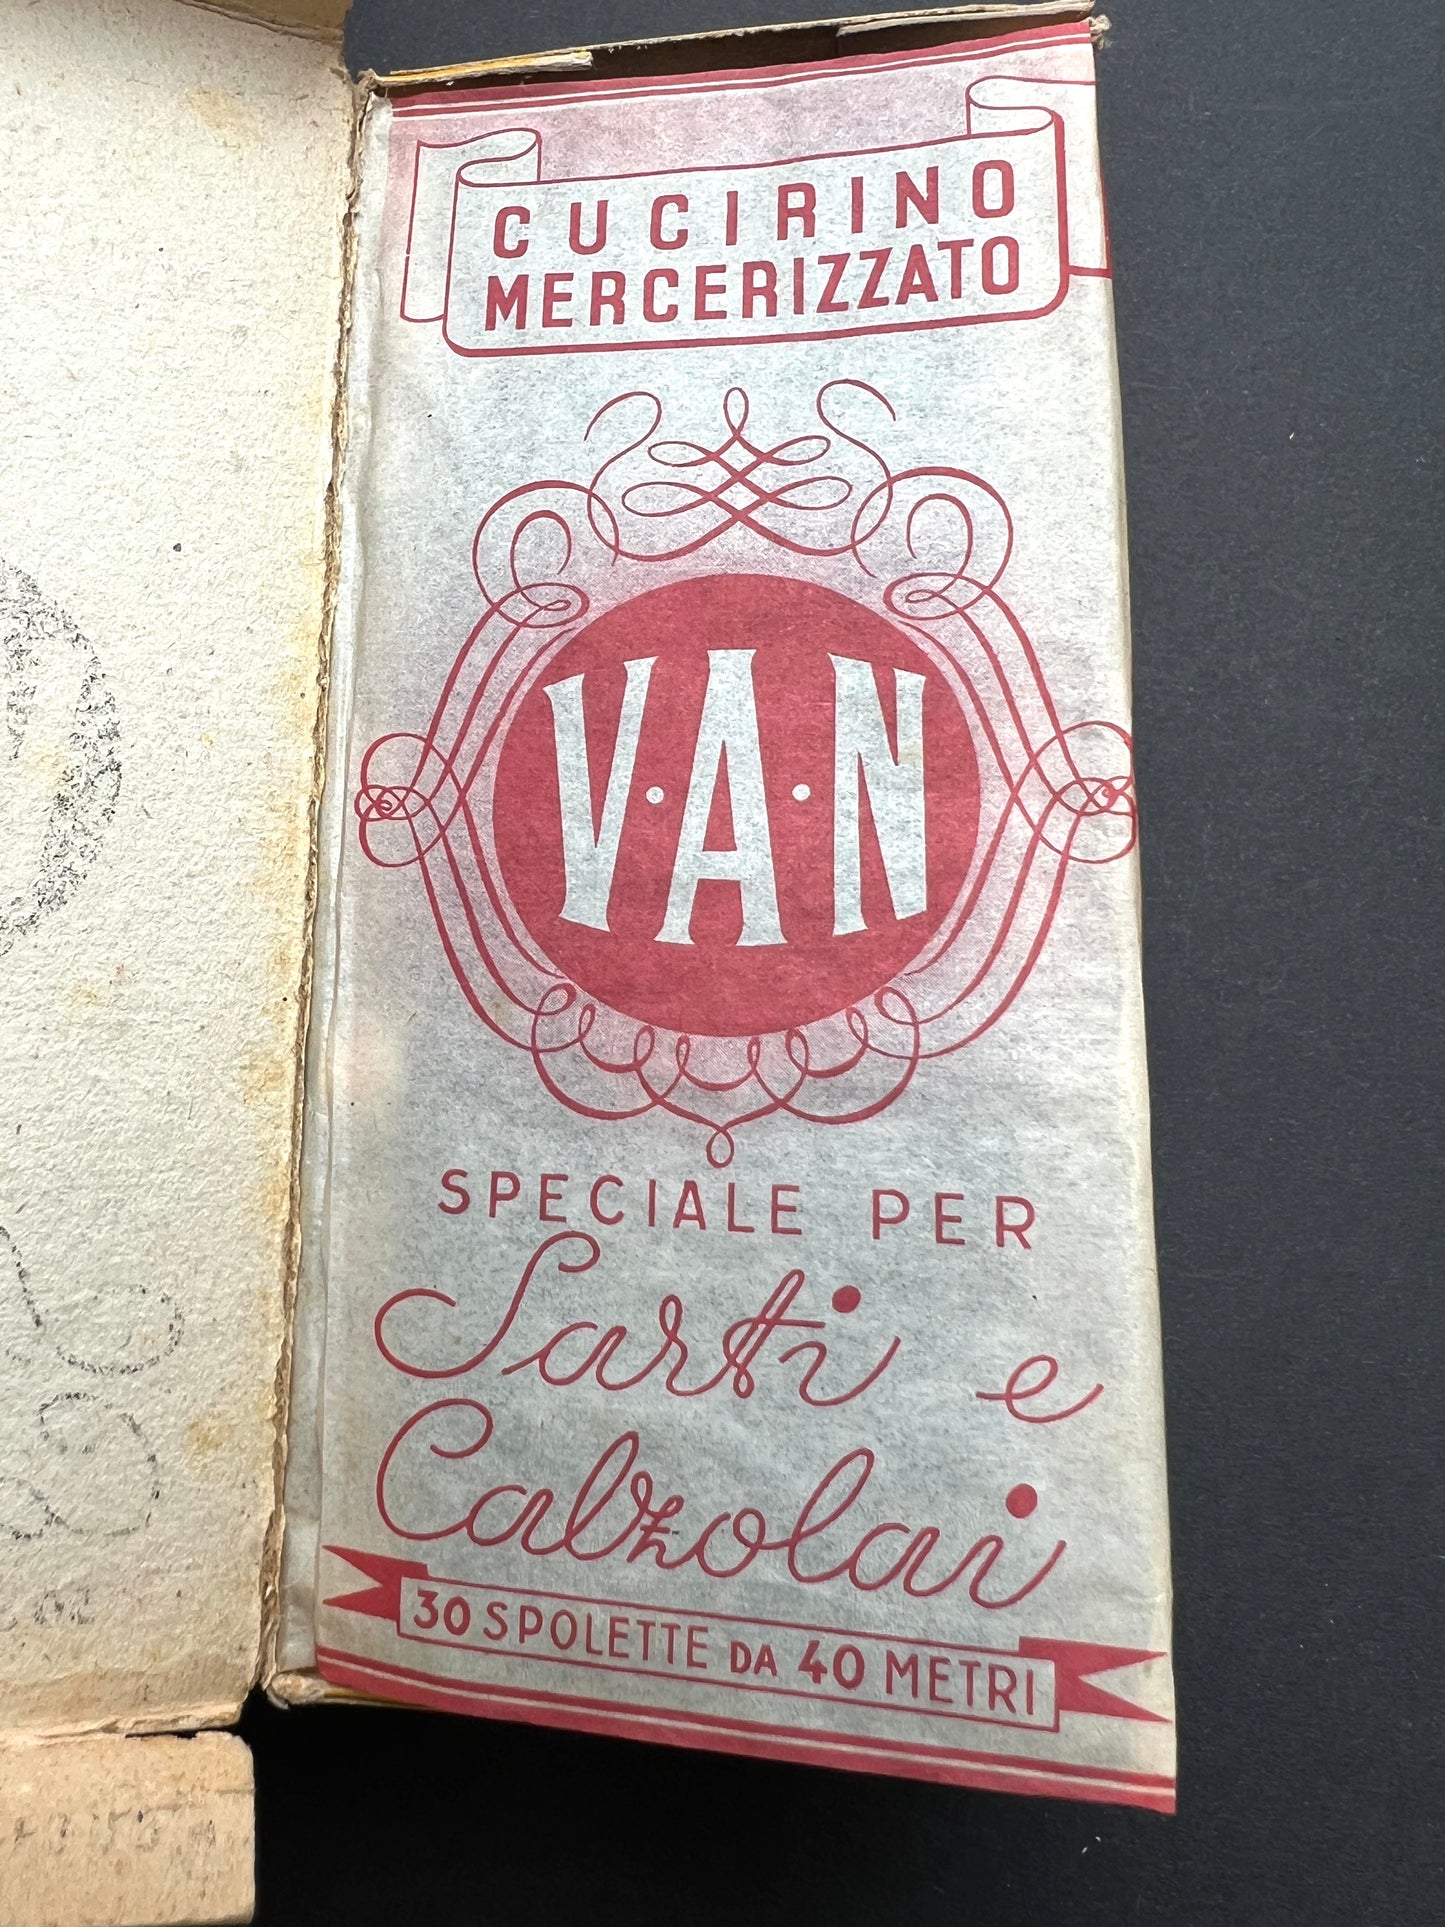 CUCIRINO
MERCERIZZATO
V·A·N
SPECIALE PER
Sarti e
Calzolai
30 SPOLETTE DA 40 METRI